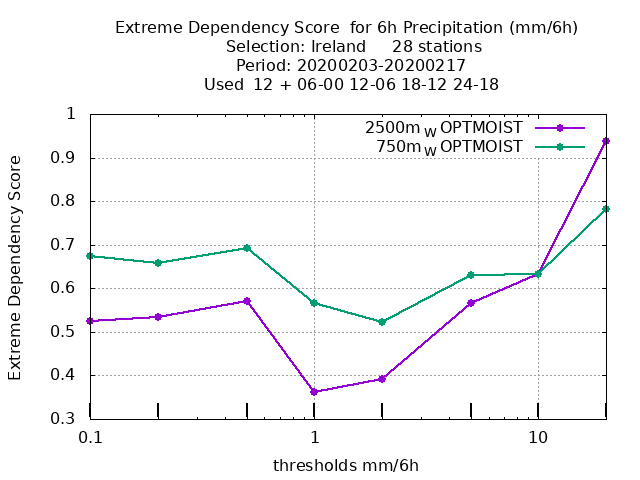 Extreme Dependency Score for 6h Precipitation (mm/6h)
Selection: Ireland 28 stations
Period: 20200203-20200217
Used 12 + 06-00 12-06 18-12 24-18
2500m W OPTMOIST
750m W OPTMOIST
Extreme Dependency Score
1
0.9
0.8
0.7
0.6
0.5
0.4
0.3
0.1 1 10
thresholds mm/6h